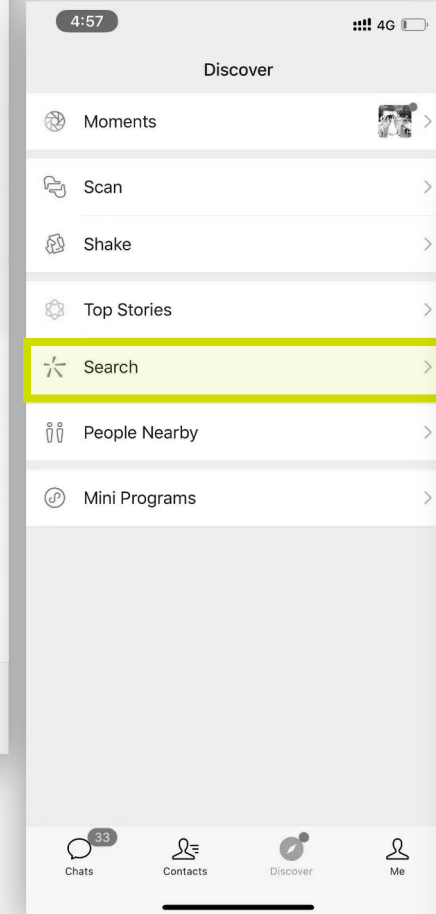 4:57
4G
Discover
Moments
Scan
Shake
Top Stories
Search
People Nearby
Mini Programs
33
Chats
Contacts
Discover
Me